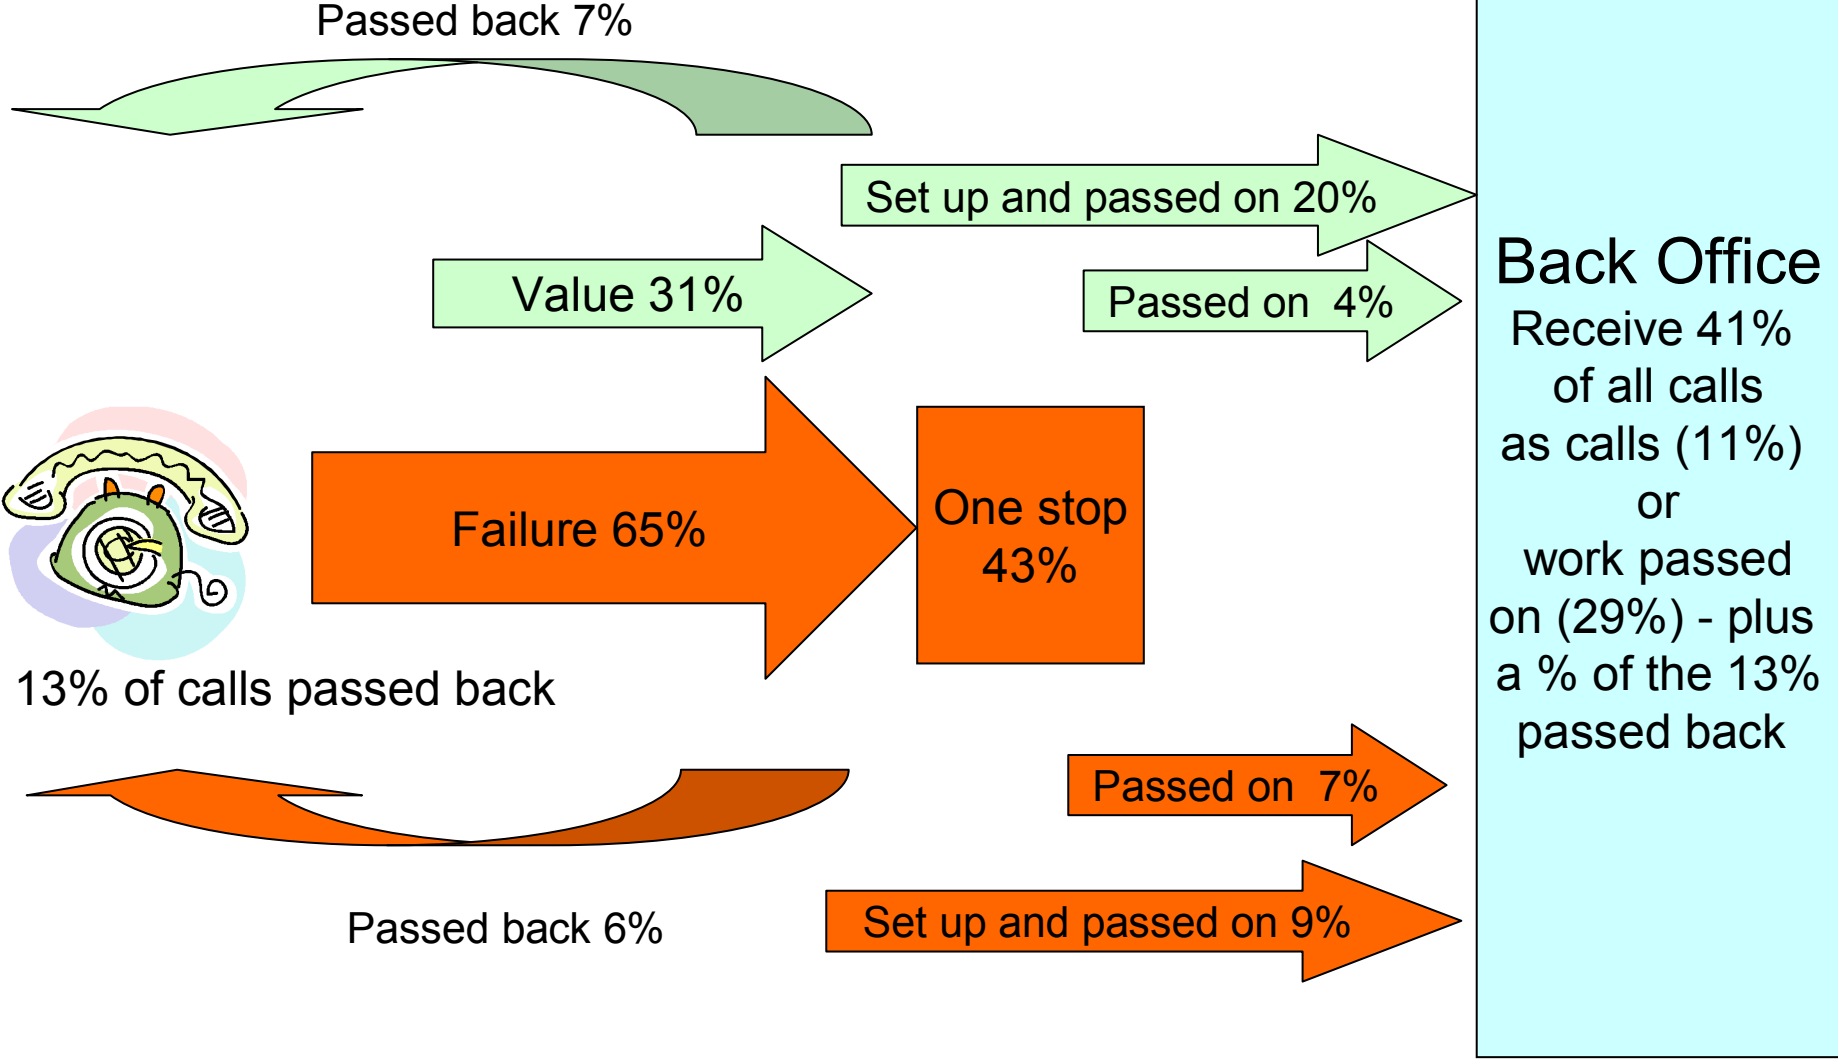 Passed back 7%
Set up and passed on 20%
Value 31%
Passed on 4%
Failure 65%
One stop
43%
13% of calls passed back
Passed on 7%
Passed back 6%
Set up and passed on 9%
Back Office
Receive 41%
of all calls
as calls (11%)
or
work passed
on (29%) - plus
a % of the 13%
passed back